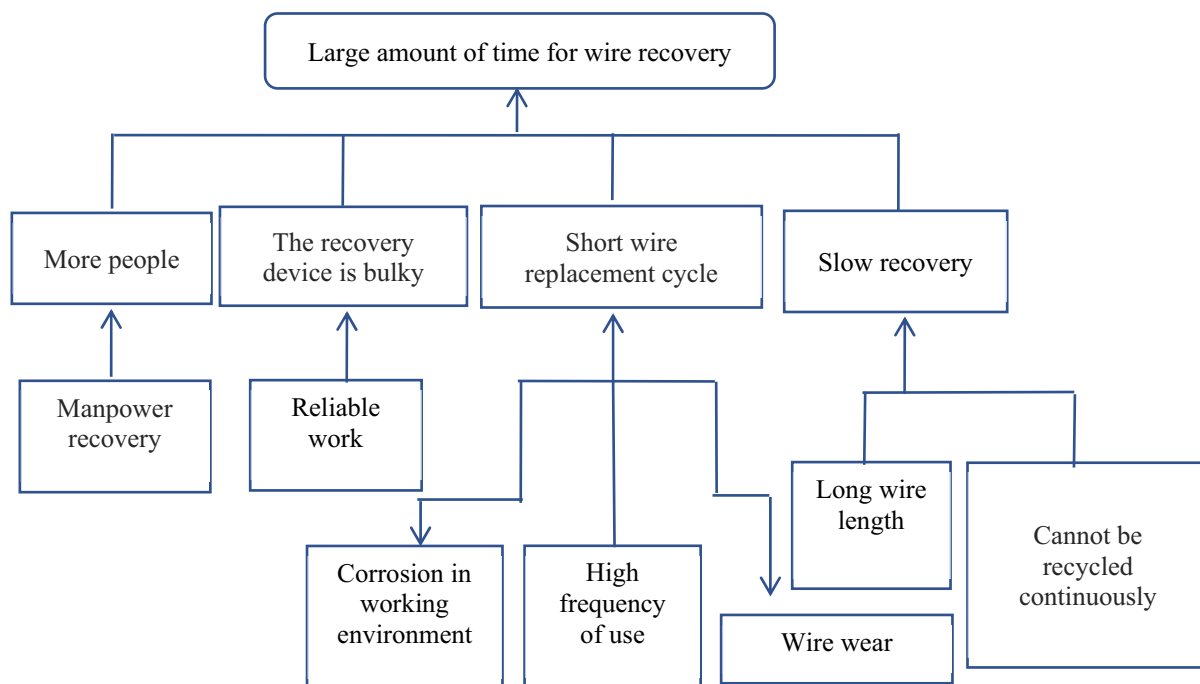 Large amount of time for wire recovery
More people
The recovery
device is bulky
Short wire
replacement cycle
Slow recovery
Manpower
recovery
Reliable
work
Long wire
length
Cannot be
recycled
continuously
Corrosion in
working
environment
High
frequency
of use
Wire wear